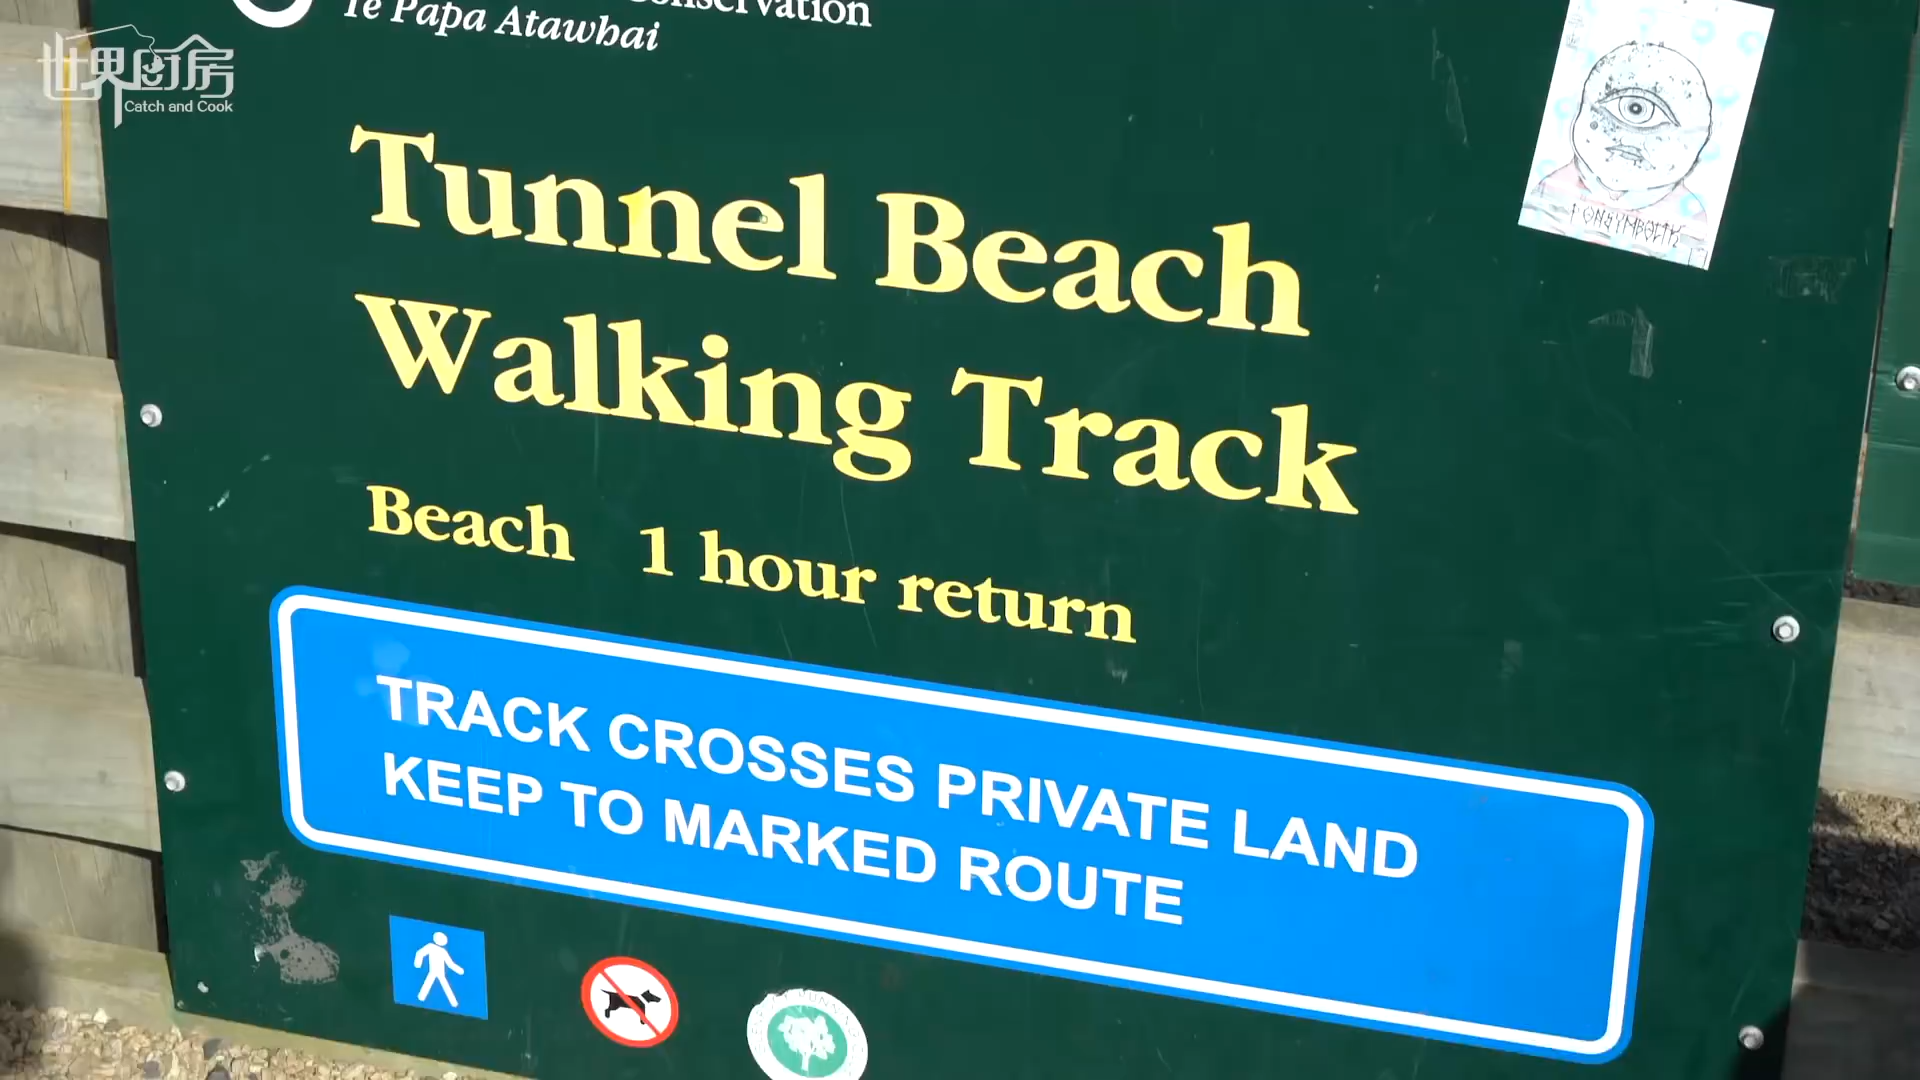 Conservation
Te Papa Atawhai
世界厨房
Catch and Cook
Tunnel Beach
Walking Track
Beach 1 hour return
TRACK CROSSES PRIVATE LAND
KEEP TO MARKED ROUTE